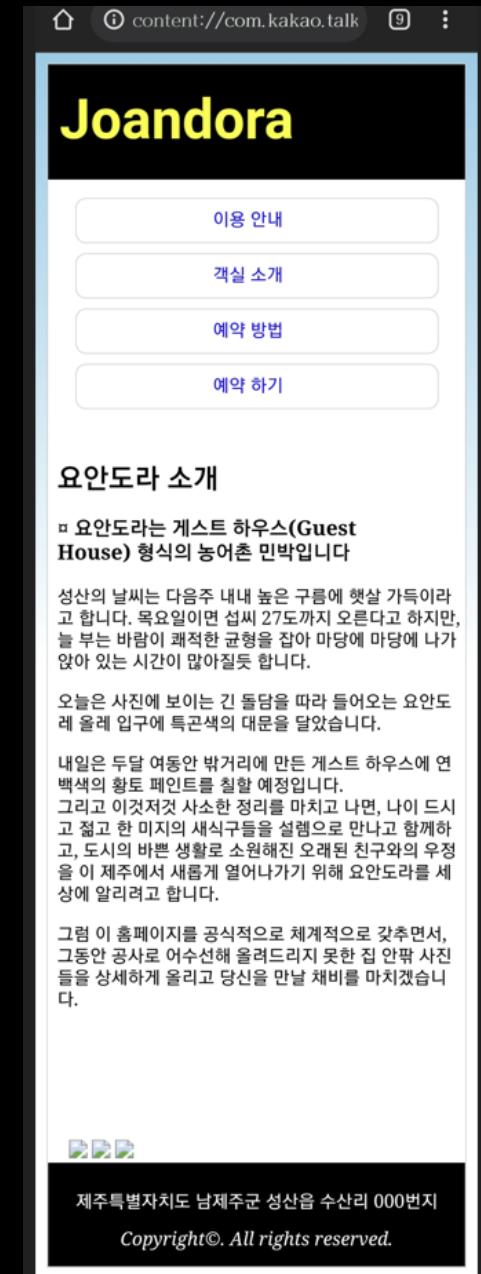 content://com.kakao.talk
9
Joandora
이용 안내
객실 소개
예약 방법
예약 하기
요안도라 소개
¤ 요안도라는 게스트 하우스(Guest
House) 형식의 농어촌 민박입니다
성산의 날씨는 다음주 내내 높은 구름에 햇살 가득이라
고 합니다. 목요일이면 섭씨 27도까지 오른다고 하지만,
늘 부는 바람이 쾌적한 균형을 잡아 마당에 마당에 나가
앉아 있는 시간이 많아질듯 합니다.
오늘은 사진에 보이는 긴 돌담을 따라 들어오는 요안도
레 올레 입구에 특곤색의 대문을 달았습니다.
내일은 두달 여동안 밖거리에 만든 게스트 하우스에 연
백색의 황토 페인트를 칠할 예정입니다.
그리고 이것저것 사소한 정리를 마치고 나면, 나이 드시
고 젊고 한 미지의 새식구들을 설렘으로 만나고 함께하
고, 도시의 바쁜 생활로 소원해진 오래된 친구와의 우정
을 이 제주에서 새롭게 열어나가기 위해 요안도라를 세
상에 알리려고 합니다.
그럼 이 홈페이지를 공식적으로 체계적으로 갖추면서,
그동안 공사로 어수선해 올려드리지 못한 집 안팎 사진
들을 상세하게 올리고 당신을 만날 채비를 마치겠습니
다.
제주특별자치도 남제주군 성산읍 수산리 000번지
Copyright©. All rights reserved.